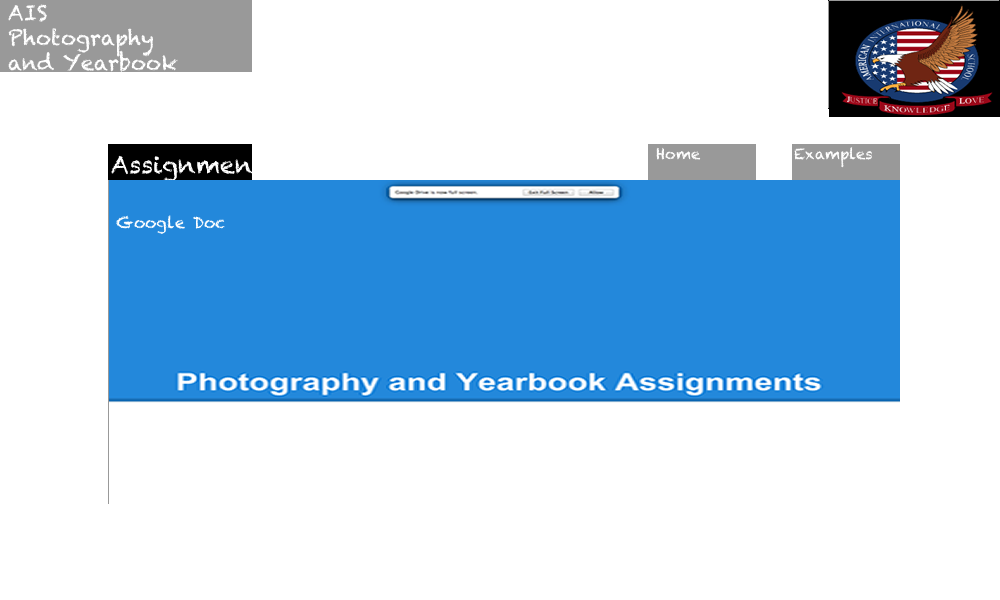 AIS
Photography
and Yearbook
AMERICAN INTERNATIONAL SCHOOL
JUSTICE KNOWLEDGE LOVE
Assignmen
Home
Examples
Google Drive is now full screen.
Exit Full Screen
Allow
Google Doc
Photography and Yearbook Assignments